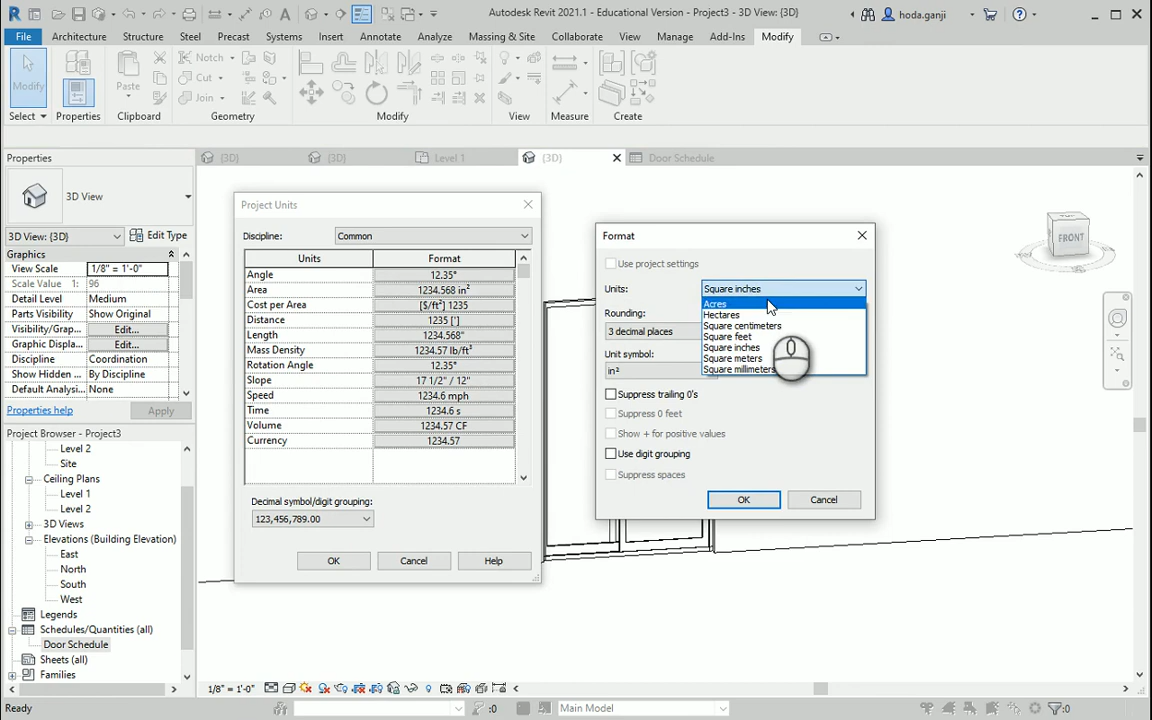 Autodesk Revit 2021.1 - Educational Version - Project3 - 3D View: {3D}
hoda.ganji
File Architecture Structure Steel Precast Systems Insert Annotate Analyze Massing & Site Collaborate View Manage Add-Ins Modify
Modify
Paste
Notch
Cut
Join
Select Properties Clipboard Geometry Modify View Measure Create
Properties
{3D} {3D} Level 1 {3D} Door Schedule
3D View
3D View: {3D} Edit Type
Graphics
View Scale 1/8" = 1'-0"
Scale Value 1: 96
Detail Level Medium
Parts Visibility Show Original
Visibility/Grap... Edit...
Graphic Displa... Edit...
Discipline Coordination
Show Hidden ... By Discipline
Default Analysi... None
Properties help Apply
Project Browser - Project3
Level 2
Site
Ceiling Plans
Level 1
Level 2
3D Views
Elevations (Building Elevation)
East
North
South
West
Legends
Schedules/Quantities (all)
Door Schedule
Sheets (all)
Families
Project Units
Discipline: Common
Units Format
Angle 12.35°
Area 1234.568 in²
Cost per Area [$/ft²] 1235
Distance 1235 [']
Length 1234.568"
Mass Density 1234.57 lb/ft³
Rotation Angle 12.35°
Slope 17 1/2" / 12"
Speed 1234.6 mph
Time 1234.6 s
Volume 1234.57 CF
Currency 1234.57
Decimal symbol/digit grouping:
123,456,789.00
OK Cancel Help
Format
Use project settings
Units: Square inches
Acres
Hectares
Square centimeters
Square feet
Square inches
Square meters
Square millimeters
Rounding:
3 decimal places
Unit symbol:
in²
Suppress trailing 0's
Suppress 0 feet
Show + for positive values
Use digit grouping
Suppress spaces
OK Cancel
FRONT
1/8" = 1'-0"
Ready
:0 Main Model :0